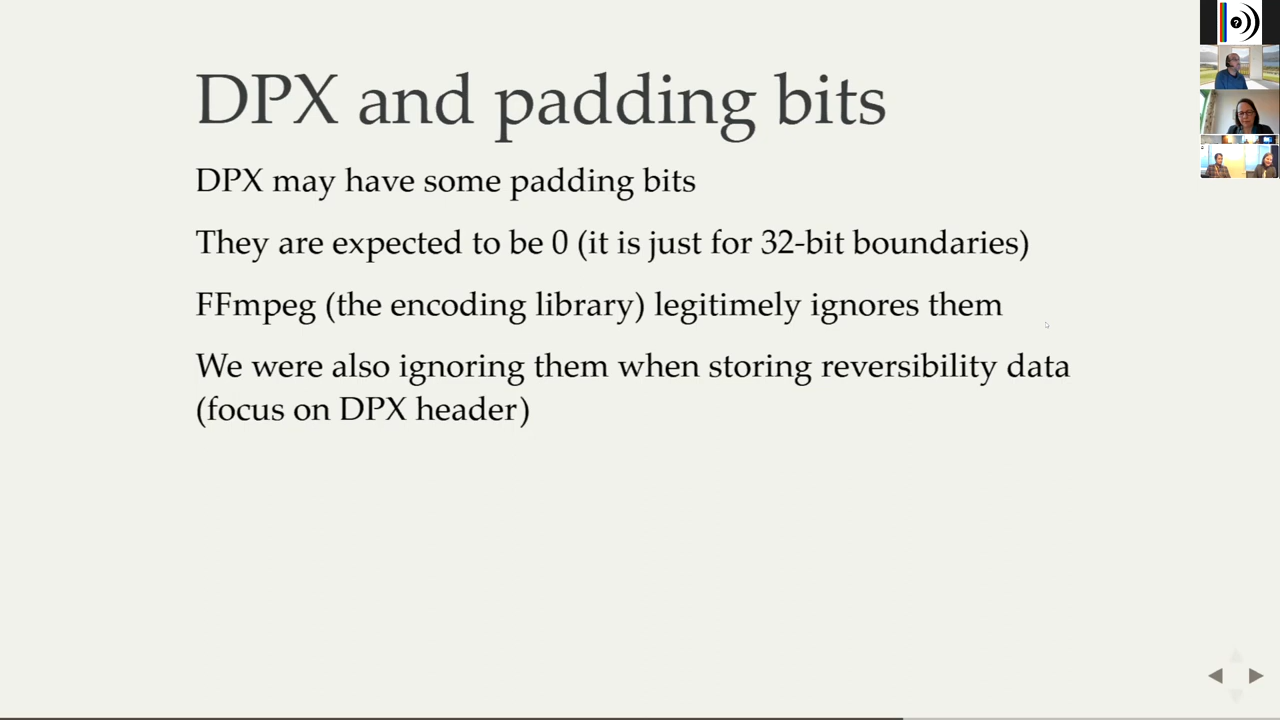 DPX and padding bits
DPX may have some padding bits
They are expected to be 0 (it is just for 32-bit boundaries)
FFmpeg (the encoding library) legitimely ignores them
We were also ignoring them when storing reversibility data
(focus on DPX header)